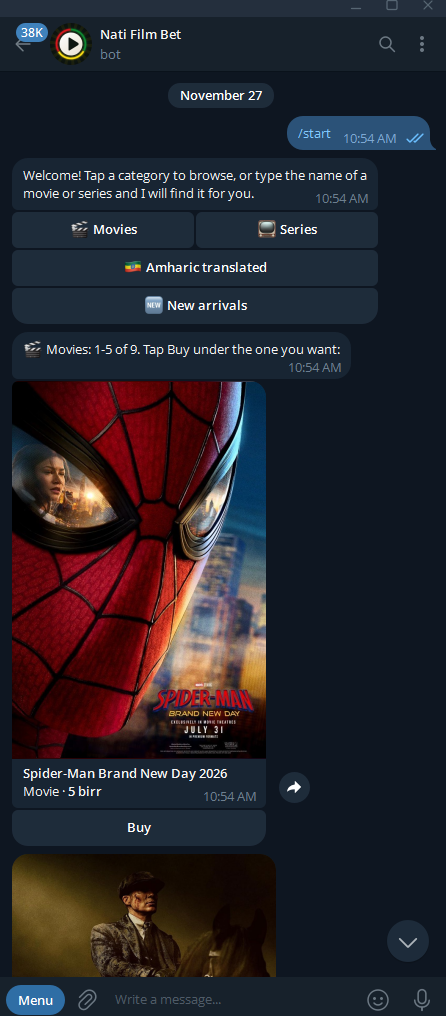 38K
Nati Film Bet
bot
November 27
/start 10:54 AM
Welcome! Tap a category to browse, or type the name of a
movie or series and I will find it for you. 10:54 AM
🎬 Movies
📺 Series
🇪🇹 Amharic translated
🆕 New arrivals
🎬 Movies: 1-5 of 9. Tap Buy under the one you want:
10:54 AM
SPIDER-MAN
BRAND NEW DAY
EXCLUSIVELY IN MOVIE THEATRES
JULY 31
Spider-Man Brand New Day 2026
Movie · 5 birr 10:54 AM
Buy
Menu
Write a message...